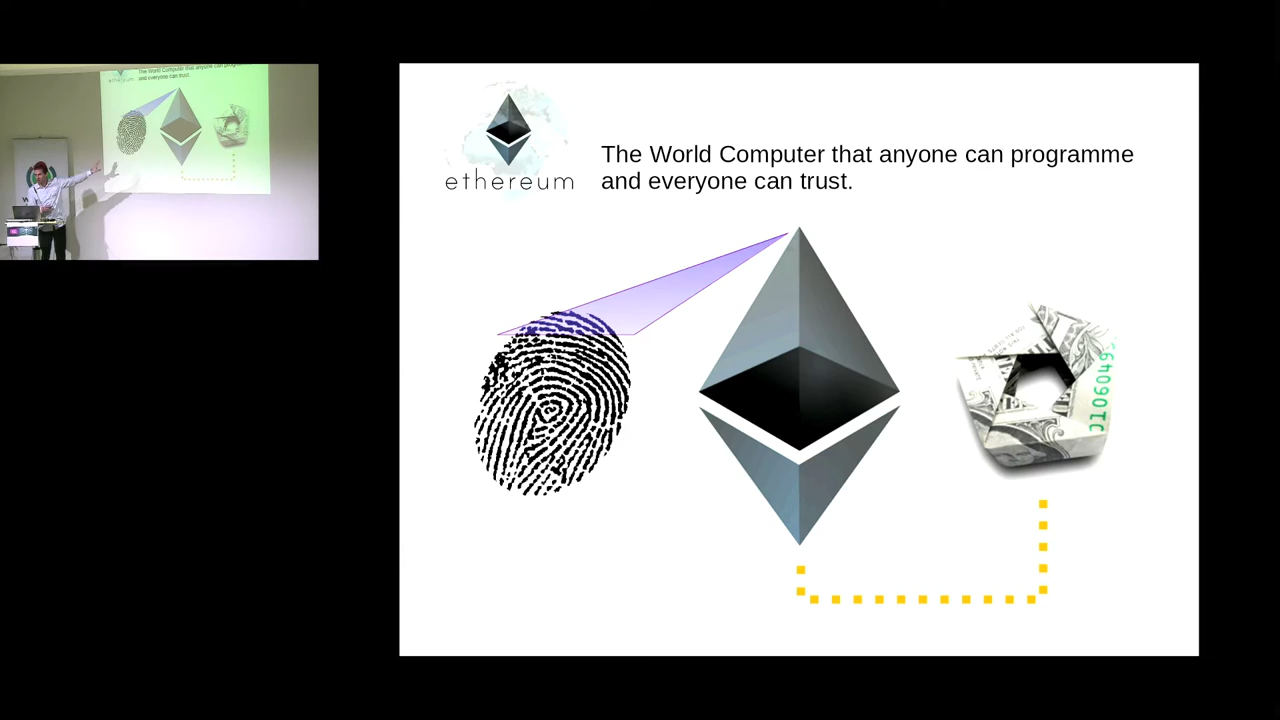 ethereum
The World Computer that anyone can programme
and everyone can trust.